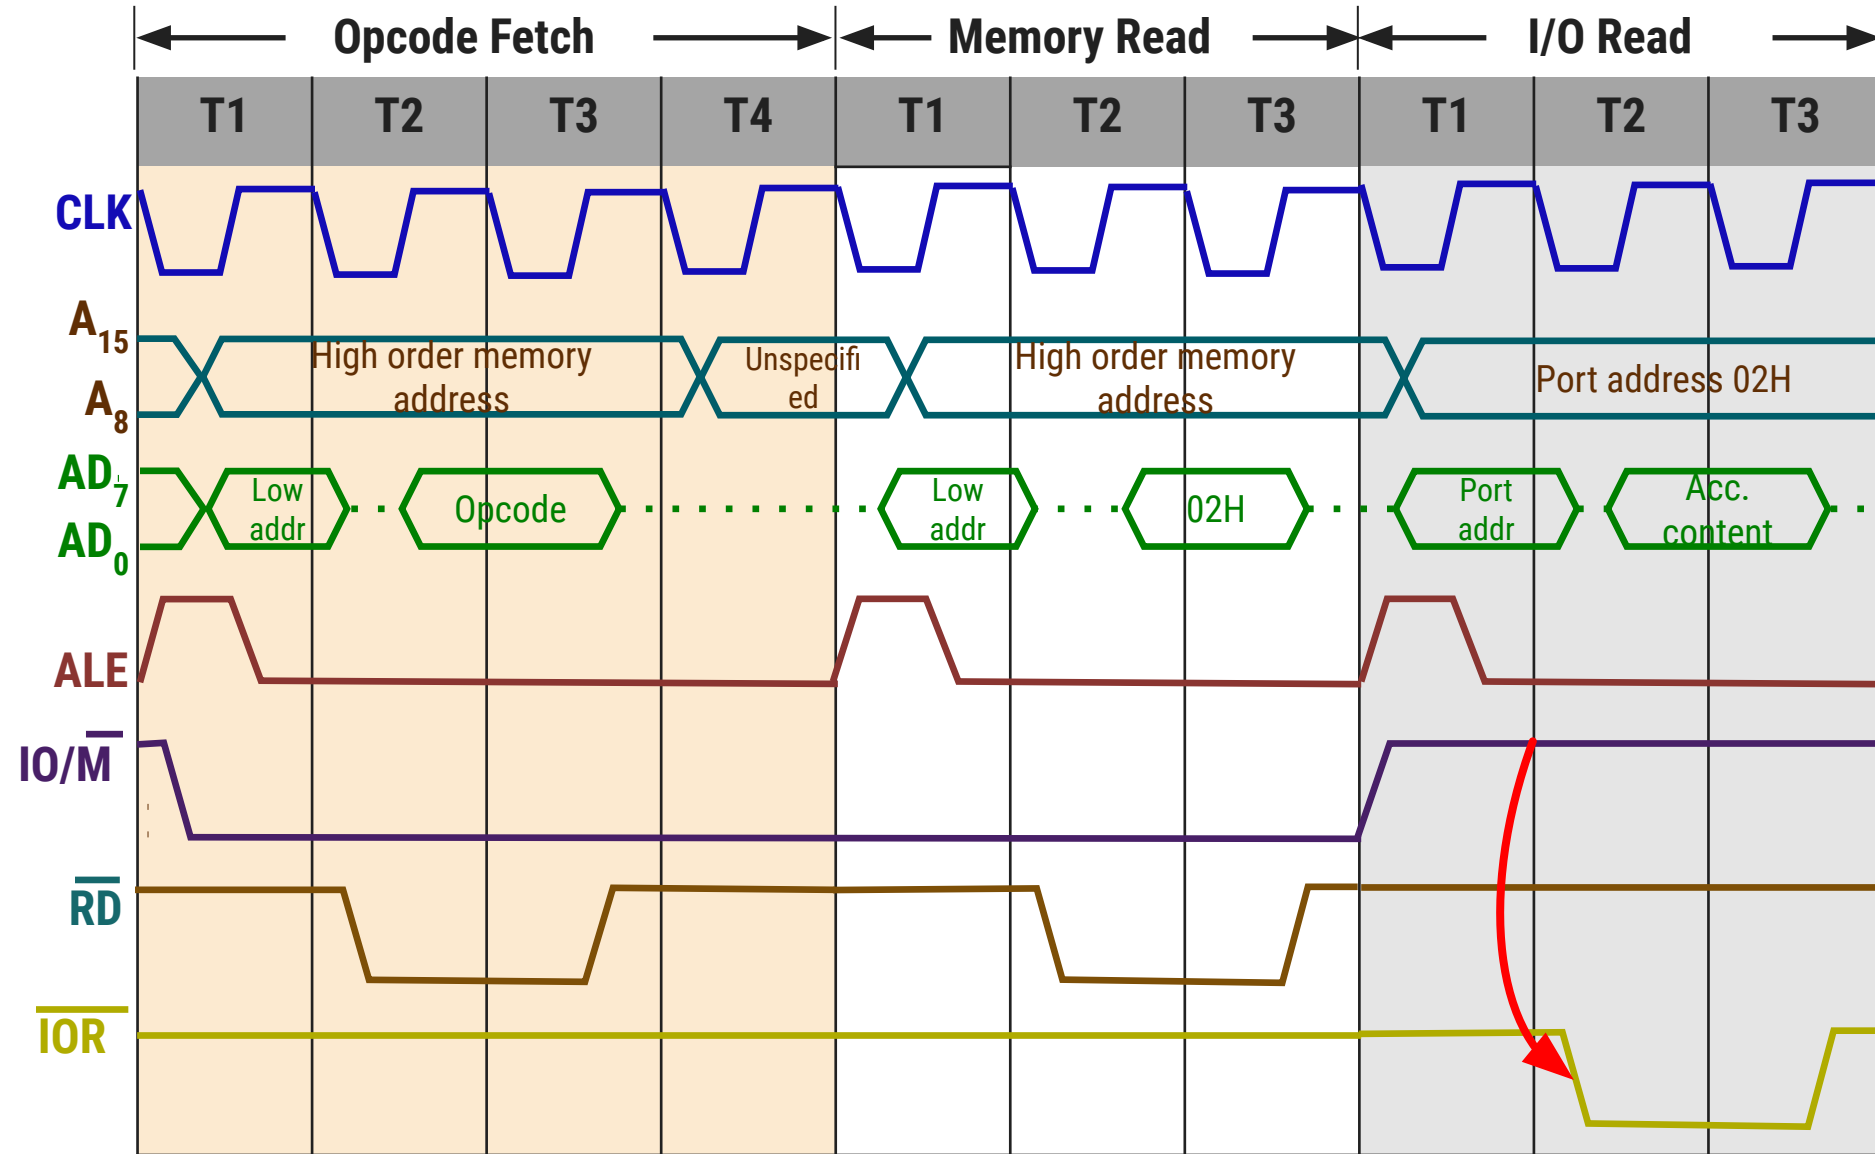 Opcode Fetch Memory Read I/O Read
T1 T2 T3 T4 T1 T2 T3 T1 T2 T3
CLK
A15
A8
High order memory
address
Unspecifi
ed
High order memory
address
Port address 02H
AD7
AD0
Low
addr
Opcode
Low
addr
02H
Port
addr
Acc.
content
ALE
IO/M̅
R̅D̅
I̅O̅R̅